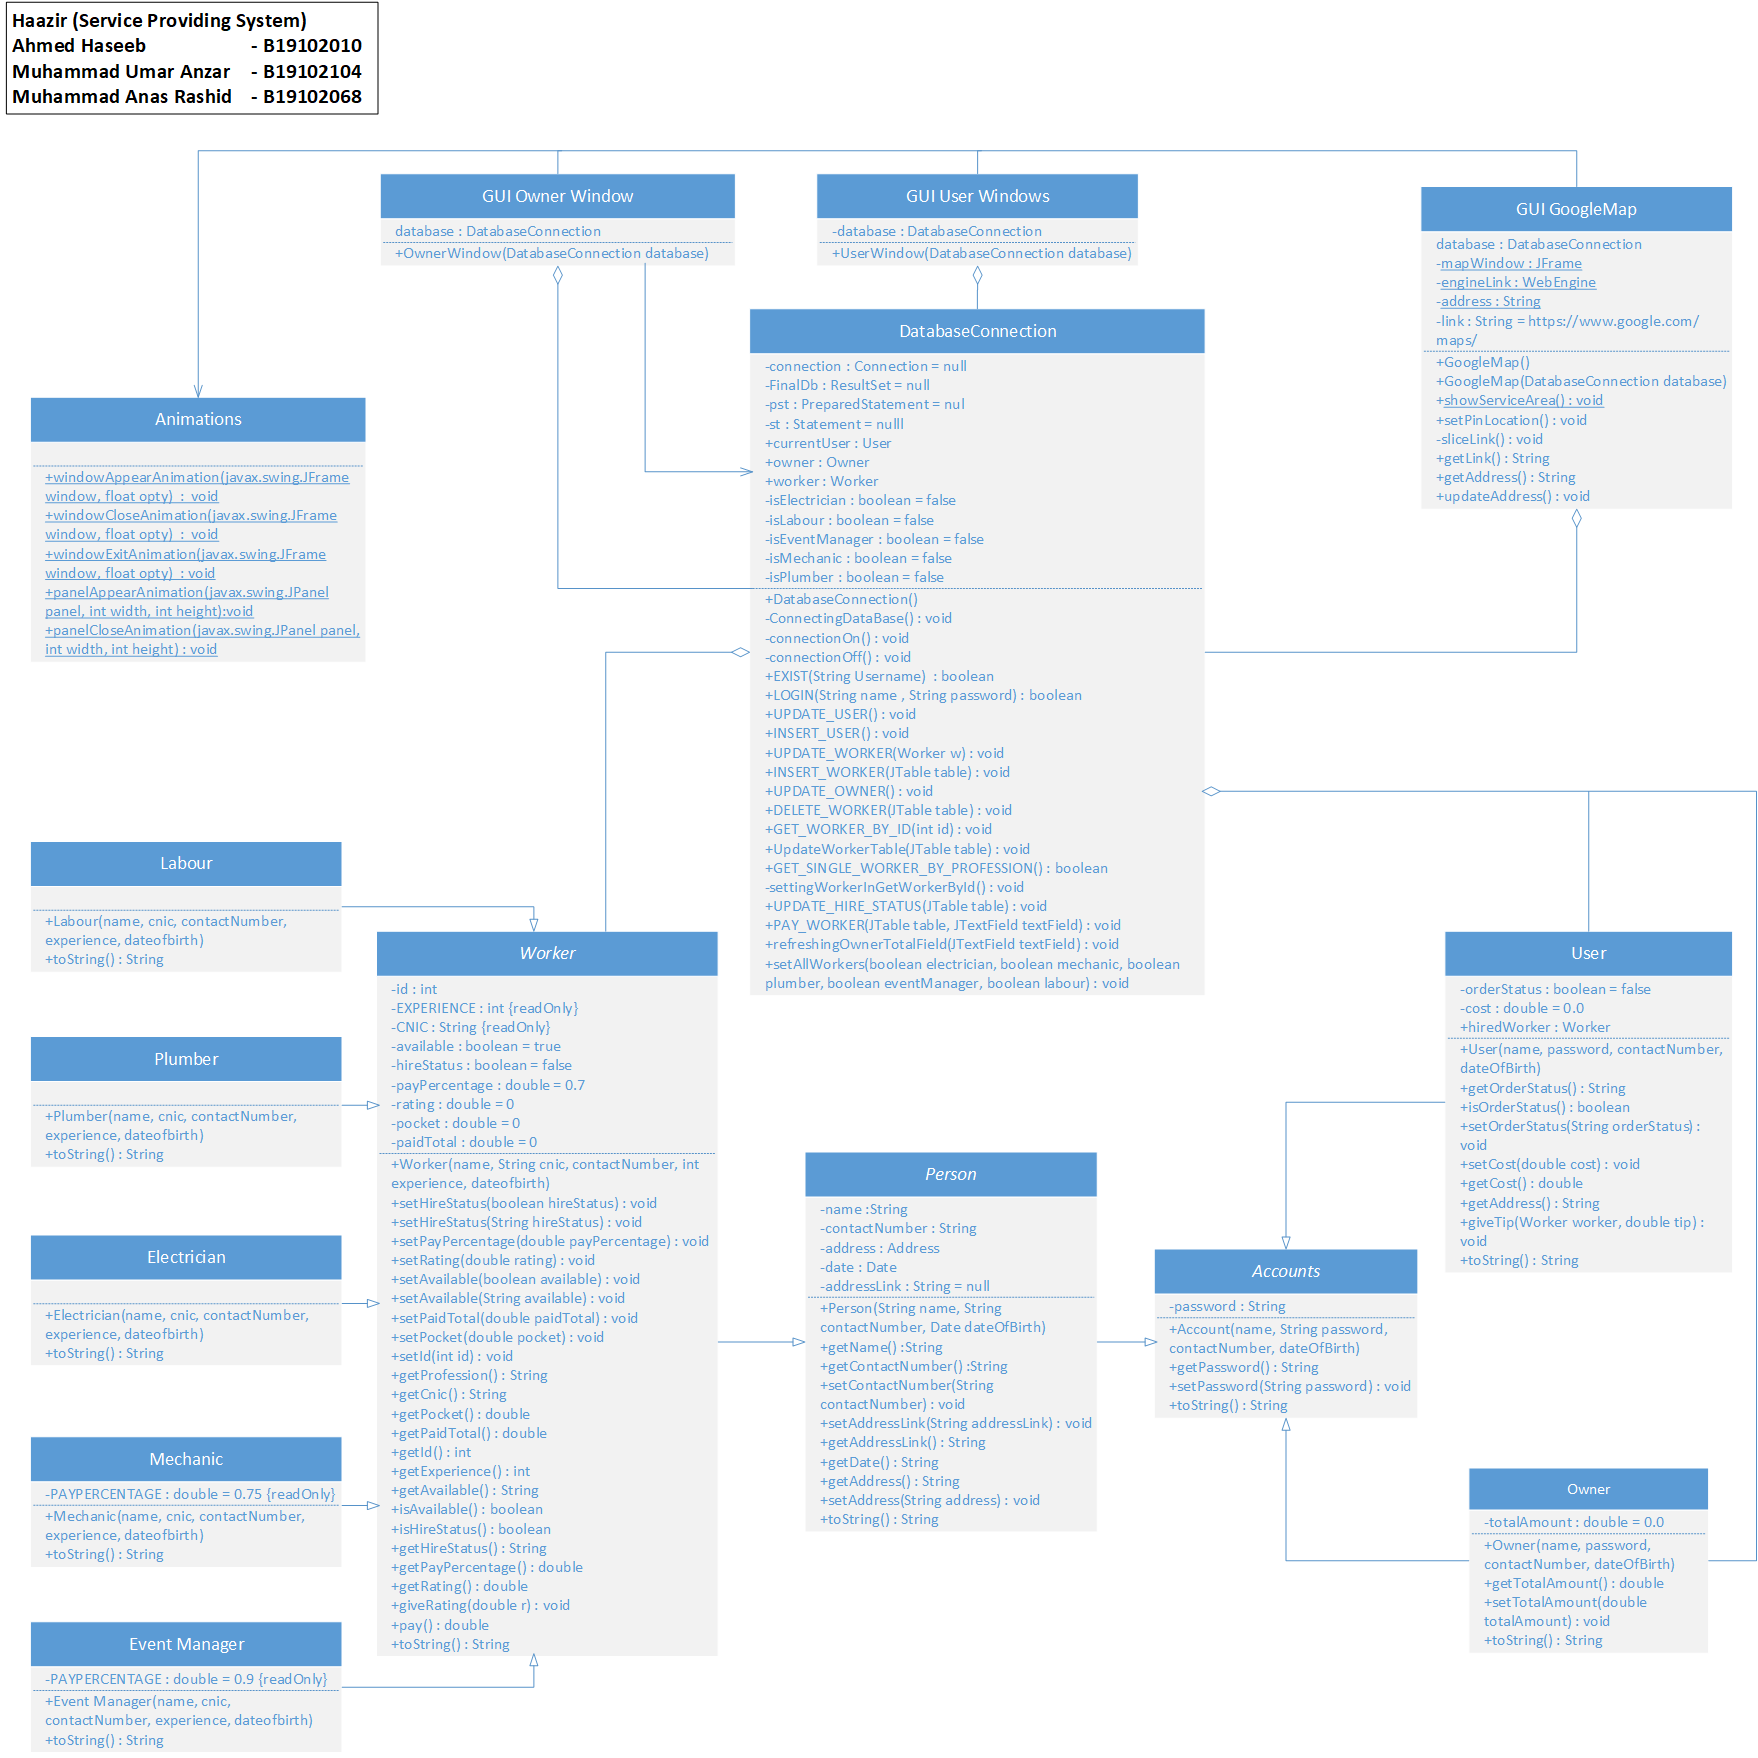 Haazir (Service Providing System)
Ahmed Haseeb - B19102010
Muhammad Umar Anzar - B19102104
Muhammad Anas Rashid - B19102068
GUI Owner Window
database : DatabaseConnection
+OwnerWindow(DatabaseConnection database)
GUI User Windows
-database : DatabaseConnection
+UserWindow(DatabaseConnection database)
GUI GoogleMap
database : DatabaseConnection
-mapWindow : JFrame
-engineLink : WebEngine
-address : String
-link : String = https://www.google.com/
maps/
+GoogleMap()
+GoogleMap(DatabaseConnection database)
+showServiceArea() : void
+setPinLocation() : void
-sliceLink() : void
+getLink() : String
+getAddress() : String
+updateAddress() : void
Animations
+windowAppearAnimation(javax.swing.JFrame
window, float opty) : void
+windowCloseAnimation(javax.swing.JFrame
window, float opty) : void
+windowExitAnimation(javax.swing.JFrame
window, float opty) : void
+panelAppearAnimation(javax.swing.JPanel
panel, int width, int height):void
+panelCloseAnimation(javax.swing.JPanel panel,
int width, int height) : void
DatabaseConnection
-connection : Connection = null
-FinalDb : ResultSet = null
-pst : PreparedStatement = nul
-st : Statement = nulll
+currentUser : User
+owner : Owner
+worker : Worker
-isElectrician : boolean = false
-isLabour : boolean = false
-isEventManager : boolean = false
-isMechanic : boolean = false
-isPlumber : boolean = false
+DatabaseConnection()
-ConnectingDataBase() : void
-connectionOn() : void
-connectionOff() : void
+EXIST(String Username) : boolean
+LOGIN(String name , String password) : boolean
+UPDATE_USER() : void
+INSERT_USER() : void
+UPDATE_WORKER(Worker w) : void
+INSERT_WORKER(JTable table) : void
+UPDATE_OWNER() : void
+DELETE_WORKER(JTable table) : void
+GET_WORKER_BY_ID(int id) : void
+UpdateWorkerTable(JTable table) : void
+GET_SINGLE_WORKER_BY_PROFESSION() : boolean
-settingWorkerInGetWorkerById() : void
+UPDATE_HIRE_STATUS(JTable table) : void
+PAY_WORKER(JTable table, JTextField textField) : void
+refreshingOwnerTotalField(JTextField textField) : void
+setAllWorkers(boolean electrician, boolean mechanic, boolean
plumber, boolean eventManager, boolean labour) : void
Labour
+Labour(name, cnic, contactNumber,
experience, dateofbirth)
+toString() : String
Plumber
+Plumber(name, cnic, contactNumber,
experience, dateofbirth)
+toString() : String
Electrician
+Electrician(name, cnic, contactNumber,
experience, dateofbirth)
+toString() : String
Mechanic
-PAYPERCENTAGE : double = 0.75 {readOnly}
+Mechanic(name, cnic, contactNumber,
experience, dateofbirth)
+toString() : String
Event Manager
-PAYPERCENTAGE : double = 0.9 {readOnly}
+Event Manager(name, cnic,
contactNumber, experience, dateofbirth)
+toString() : String
Worker
-id : int
-EXPERIENCE : int {readOnly}
-CNIC : String {readOnly}
-available : boolean = true
-hireStatus : boolean = false
-payPercentage : double = 0.7
-rating : double = 0
-pocket : double = 0
-paidTotal : double = 0
+Worker(name, String cnic, contactNumber, int
experience, dateofbirth)
+setHireStatus(boolean hireStatus) : void
+setHireStatus(String hireStatus) : void
+setPayPercentage(double payPercentage) : void
+setRating(double rating) : void
+setAvailable(boolean available) : void
+setAvailable(String available) : void
+setPaidTotal(double paidTotal) : void
+setPocket(double pocket) : void
+setId(int id) : void
+getProfession() : String
+getCnic() : String
+getPocket() : double
+getPaidTotal() : double
+getId() : int
+getExperience() : int
+getAvailable() : String
+isAvailable() : boolean
+isHireStatus() : boolean
+getHireStatus() : String
+getPayPercentage() : double
+getRating() : double
+giveRating(double r) : void
+pay() : double
+toString() : String
Person
-name :String
-contactNumber : String
-address : Address
-date : Date
-addressLink : String = null
+Person(String name, String
contactNumber, Date dateOfBirth)
+getName() :String
+getContactNumber() :String
+setContactNumber(String
contactNumber) : void
+setAddressLink(String addressLink) : void
+getAddressLink() : String
+getDate() : String
+getAddress() : String
+setAddress(String address) : void
+toString() : String
Accounts
-password : String
+Account(name, String password,
contactNumber, dateOfBirth)
+getPassword() : String
+setPassword(String password) : void
+toString() : String
User
-orderStatus : boolean = false
-cost : double = 0.0
+hiredWorker : Worker
+User(name, password, contactNumber,
dateOfBirth)
+getOrderStatus() : String
+isOrderStatus() : boolean
+setOrderStatus(String orderStatus) :
void
+setCost(double cost) : void
+getCost() : double
+getAddress() : String
+giveTip(Worker worker, double tip) :
void
+toString() : String
Owner
-totalAmount : double = 0.0
+Owner(name, password,
contactNumber, dateOfBirth)
+getTotalAmount() : double
+setTotalAmount(double
totalAmount) : void
+toString() : String